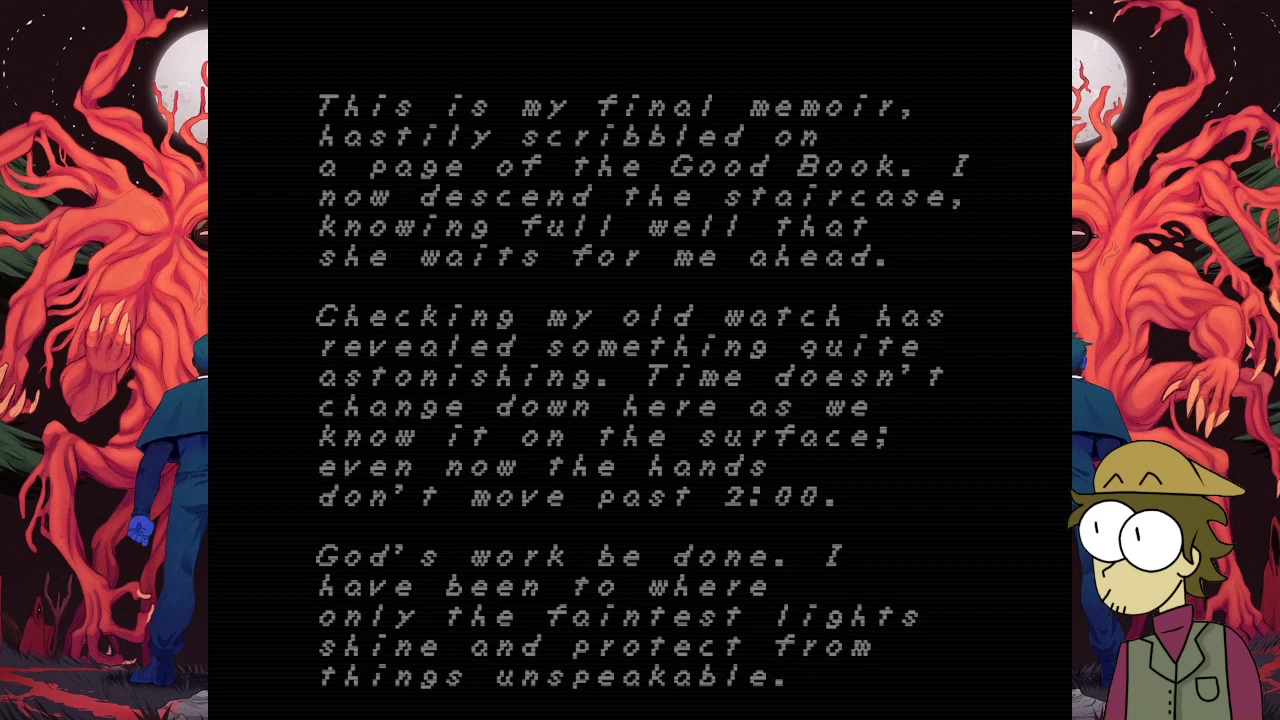 This is my final memoir,
hastily scribbled on
a page of the Good Book. I
now descend the staircase,
knowing full well that
she waits for me ahead.
Checking my old watch has
revealed something quite
astonishing. Time doesn't
change down here as we
know it on the surface;
even now the hands
don't move past 2:00.
God's work be done. I
have been to where
only the faintest lights
shine and protect from
things unspeakable.